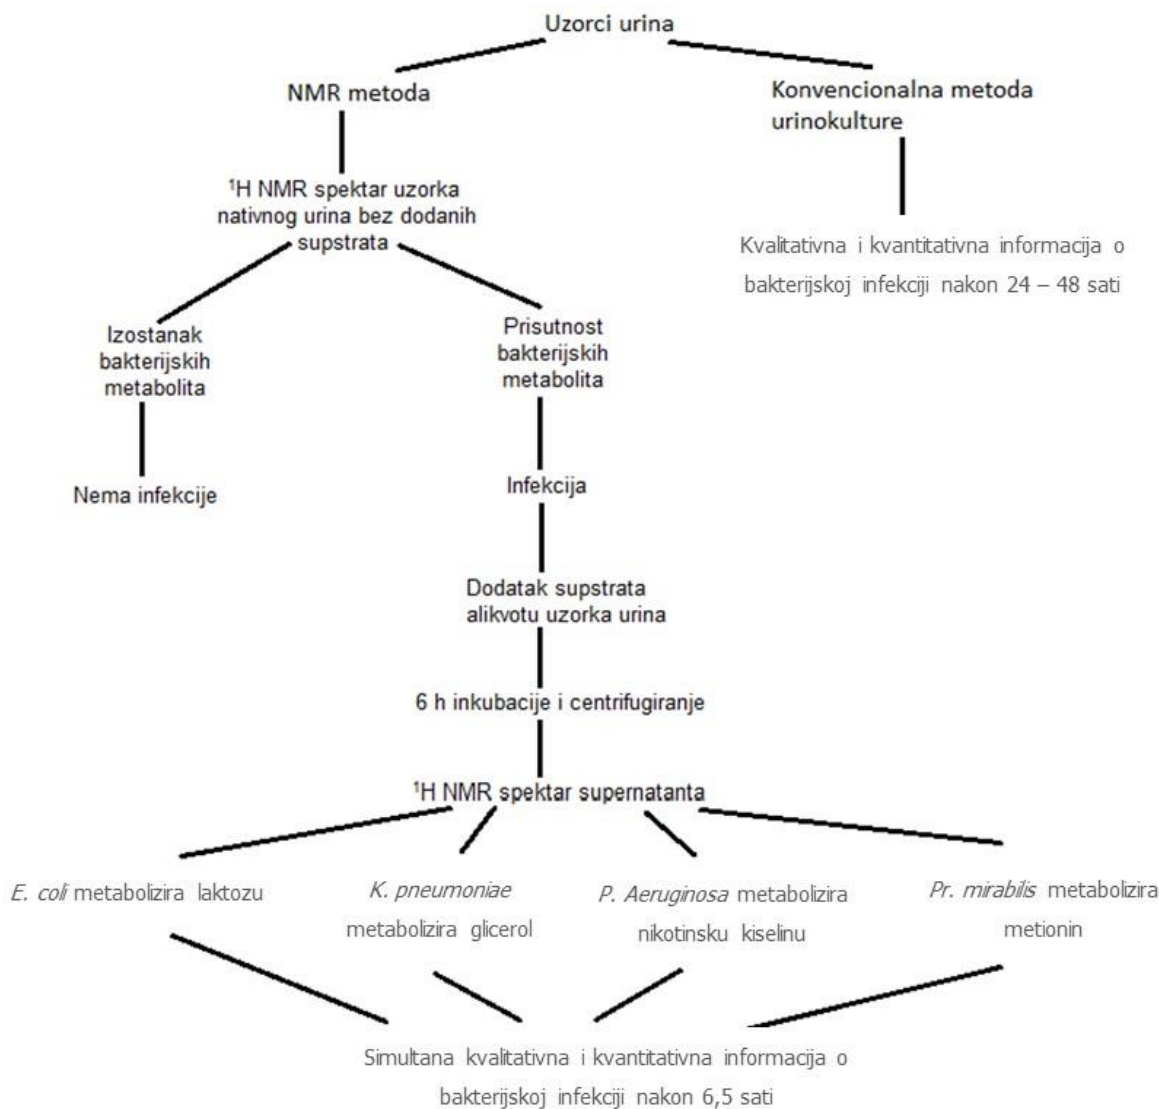 Uzorci urina
NMR metoda
Konvencionalna metoda
urinokulture
¹H NMR spektar uzorka
nativnog urina bez dodanih
supstrata
Kvalitativna i kvantitativna informacija o
bakterijskoj infekciji nakon 24 – 48 sati
Izostanak
bakterijskih
metabolita
Prisutnost
bakterijskih
metabolita
Nema infekcije
Infekcija
Dodatak supstrata
alikvotu uzorka urina
6 h inkubacije i centrifugiranje
¹H NMR spektar supernatanta
E. coli metabolizira laktozu
K. pneumoniae
metabolizira glicerol
P. Aeruginosa metabolizira
nikotinsku kiselinu
Pr. mirabilis metabolizira
metionin
Simultana kvalitativna i kvantitativna informacija o
bakterijskoj infekciji nakon 6,5 sati